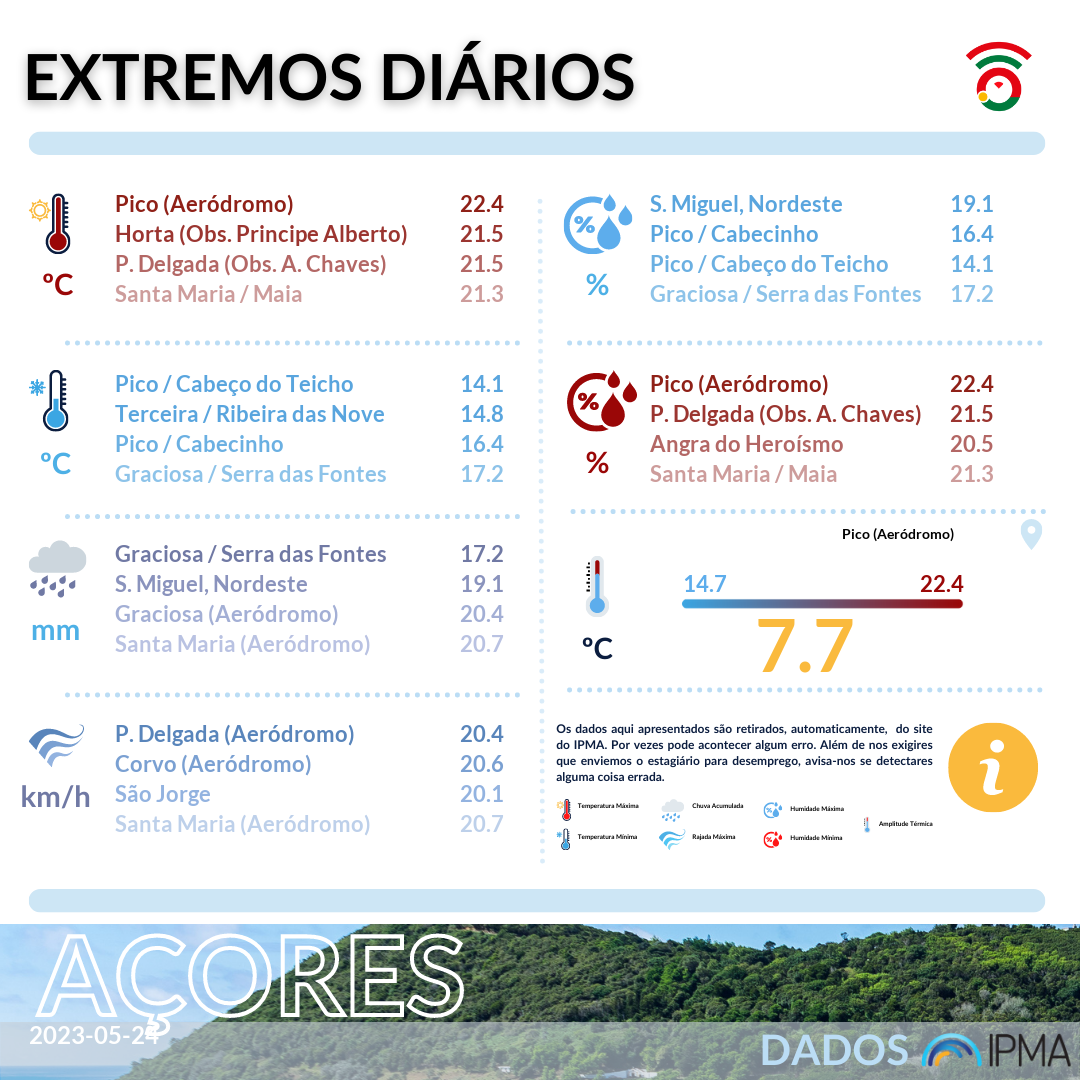 EXTREMOS DIÁRIOS
Pico (Aeródromo) 22.4
Horta (Obs. Principe Alberto) 21.5
P. Delgada (Obs. A. Chaves) 21.5
Santa Maria / Maia 21.3
ºC
Pico / Cabeço do Teicho 14.1
Terceira / Ribeira das Nove 14.8
Pico / Cabecinho 16.4
Graciosa / Serra das Fontes 17.2
ºC
Graciosa / Serra das Fontes 17.2
S. Miguel, Nordeste 19.1
Graciosa (Aeródromo) 20.4
Santa Maria (Aeródromo) 20.7
mm
P. Delgada (Aeródromo) 20.4
Corvo (Aeródromo) 20.6
São Jorge 20.1
Santa Maria (Aeródromo) 20.7
km/h
%
S. Miguel, Nordeste 19.1
Pico / Cabecinho 16.4
Pico / Cabeço do Teicho 14.1
Graciosa / Serra das Fontes 17.2
%
%
Pico (Aeródromo) 22.4
P. Delgada (Obs. A. Chaves) 21.5
Angra do Heroísmo 20.5
Santa Maria / Maia 21.3
%
Pico (Aeródromo)
14.7 22.4
7.7
ºC
Os dados aqui apresentados são retirados, automaticamente, do site
do IPMA. Por vezes pode acontecer algum erro. Além de nos exigires
que enviemos o estagiário para desemprego, avisa-nos se detectares
alguma coisa errada.
i
Temperatura Máxima Chuva Acumulada % Humidade Máxima
Amplitude Térmica
Temperatura Mínima Rajada Máxima % Humidade Mínima
AÇORES
2023-05-24
DADOS IPMA